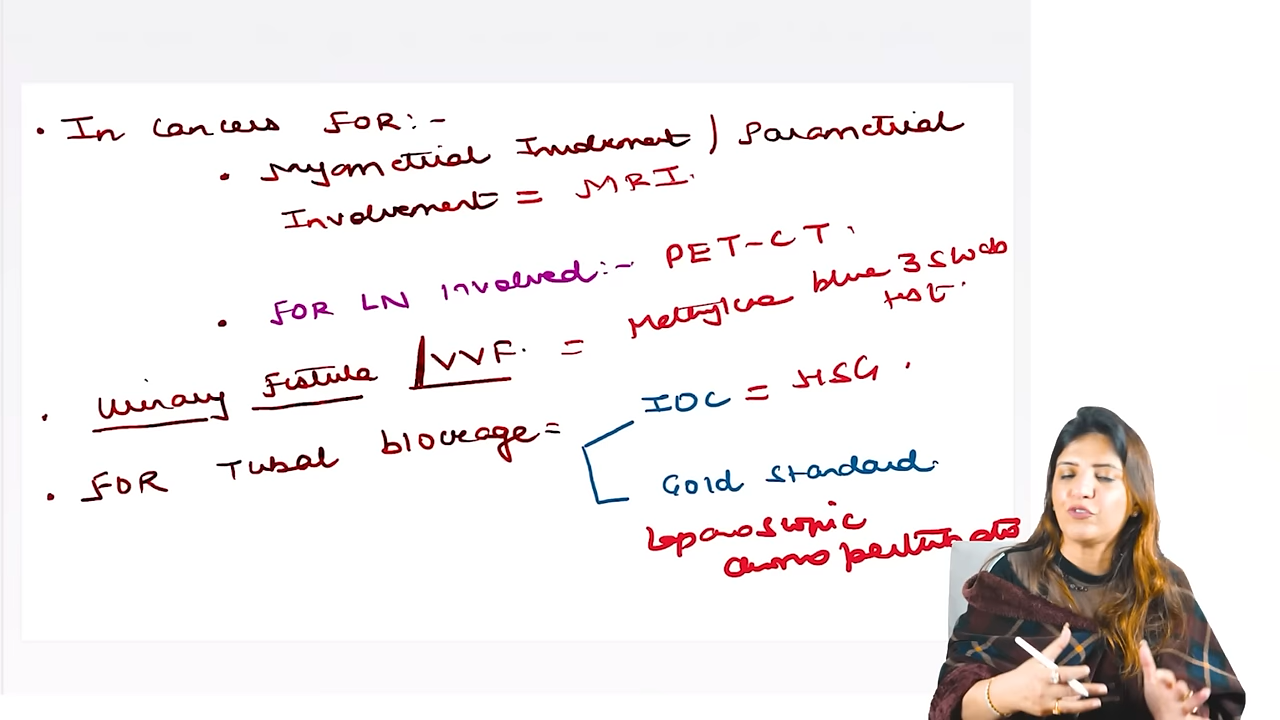 • In Cancers FOR:-
• Myometrial Involvement / Parametrial
Involvement = MRI.
• FOR LN involved:- PET-CT.
• Urinary Fistula / VVF. = Methylene blue 3 swab
test.
• FOR Tubal blockage =
IOC = HSG.
Gold standard.
Laparoscopic